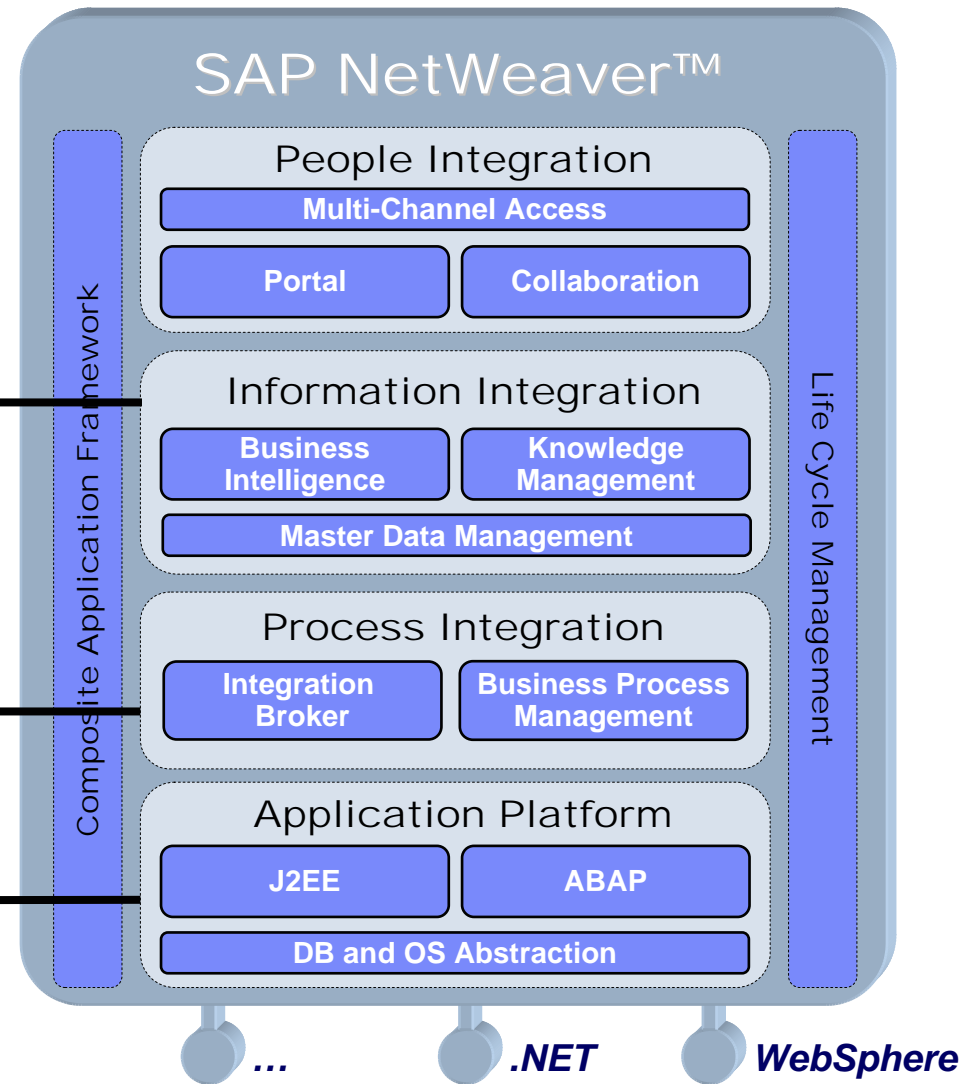 SAP NetWeaver™
People Integration
Multi-Channel Access
Portal
Collaboration
Composite Application Framework
Information Integration
Business
Intelligence
Knowledge
Management
Master Data Management
Life Cycle Management
Process Integration
Integration
Broker
Business Process
Management
Application Platform
J2EE
ABAP
DB and OS Abstraction
...
.NET
WebSphere